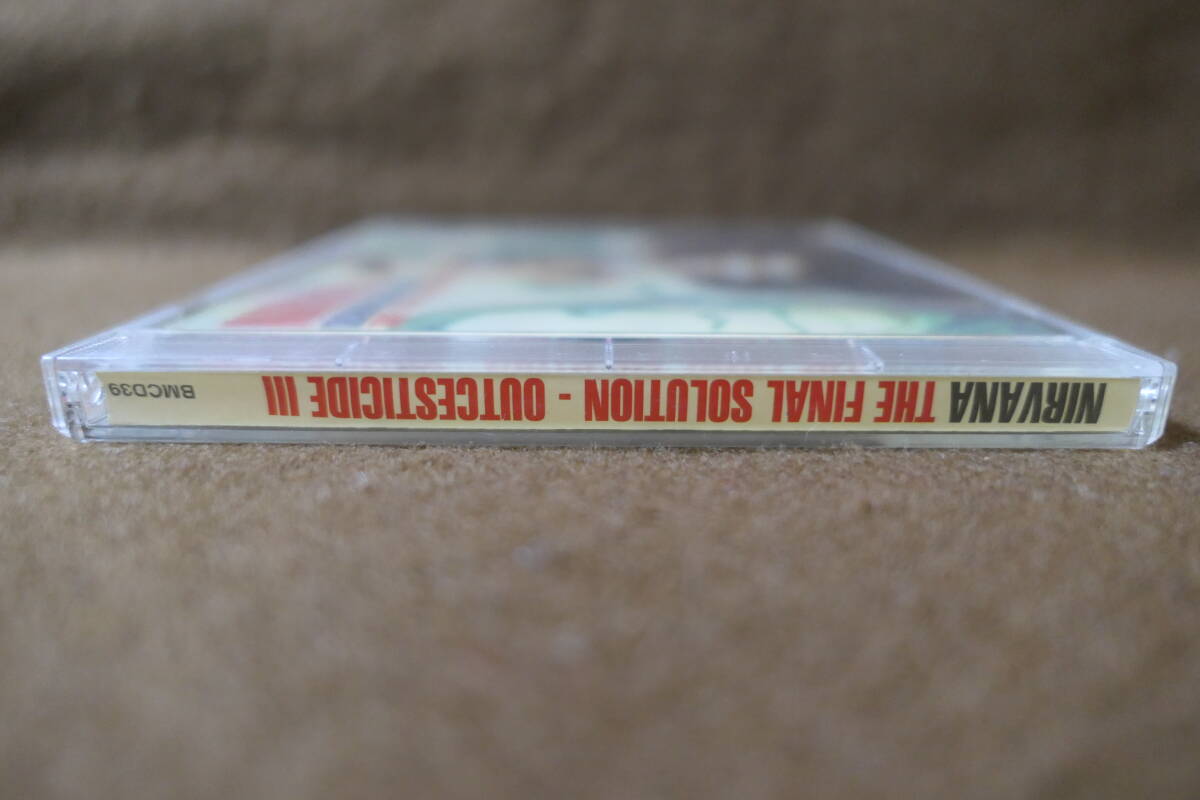 NIRVANA THE FINAL SOLUTION - OUTCESTICIDE III BMCD39